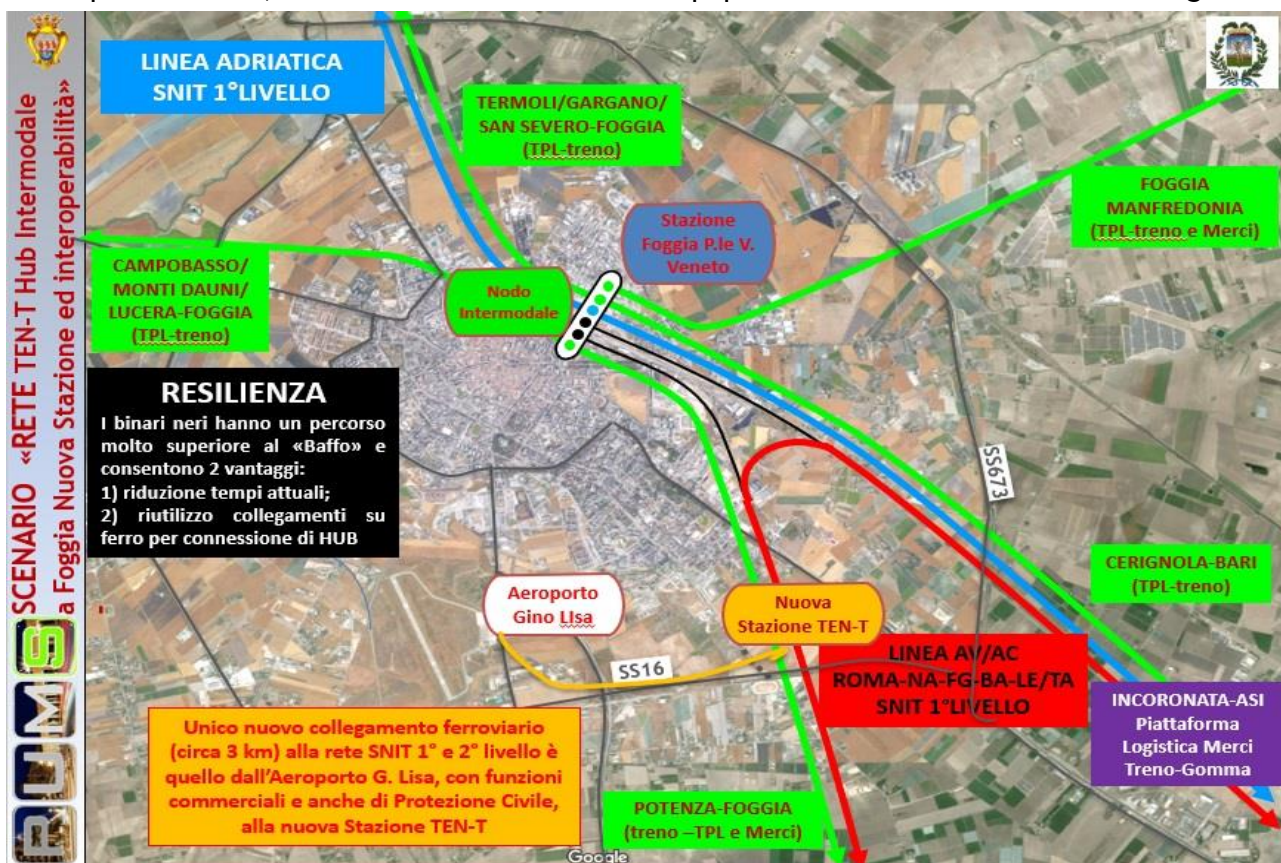 SCENARIO «RETE TEN-T Hub Intermodale
a Foggia Nuova Stazione ed interoperabilità»
PUMS
LINEA ADRIATICA
SNIT 1°LIVELLO
TERMOLI/GARGANO/
SAN SEVERO-FOGGIA
(TPL-treno)
FOGGIA
MANFREDONIA
(TPL-treno e Merci)
Stazione
Foggia P.le V.
Veneto
CAMPOBASSO/
MONTI DAUNI/
LUCERA-FOGGIA
(TPL-treno)
Nodo
Intermodale
RESILIENZA
I binari neri hanno un percorso
molto superiore al «Baffo» e
consentono 2 vantaggi:
1) riduzione tempi attuali;
2) riutilizzo collegamenti su
ferro per connessione di HUB
SS673
CERIGNOLA-BARI
(TPL-treno)
Aeroporto
Gino LIsa
Nuova
Stazione TEN-T
SS16
LINEA AV/AC
ROMA-NA-FG-BA-LE/TA
SNIT 1°LIVELLO
INCORONATA-ASI
Piattaforma
Logistica Merci
Treno-Gomma
Unico nuovo collegamento ferroviario
(circa 3 km) alla rete SNIT 1° e 2° livello è
quello dall'Aeroporto G. Lisa, con funzioni
commerciali e anche di Protezione Civile,
alla nuova Stazione TEN-T
POTENZA-FOGGIA
(treno –TPL e Merci)
Google